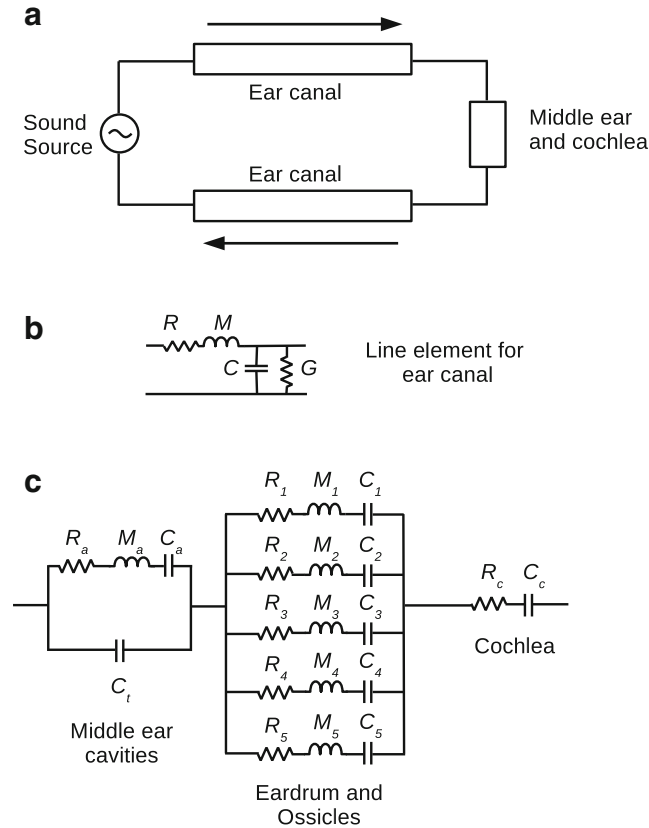 a
Ear canal
Sound
Source
Middle ear
and cochlea
Ear canal
b
R M
C G
Line element for
ear canal
c
R1 M1 C1
R2 M2 C2
R3 M3 C3
R4 M4 C4
R5 M5 C5
Ra Ma Ca
Ct
Middle ear
cavities
Eardrum and
Ossicles
Rc Cc
Cochlea